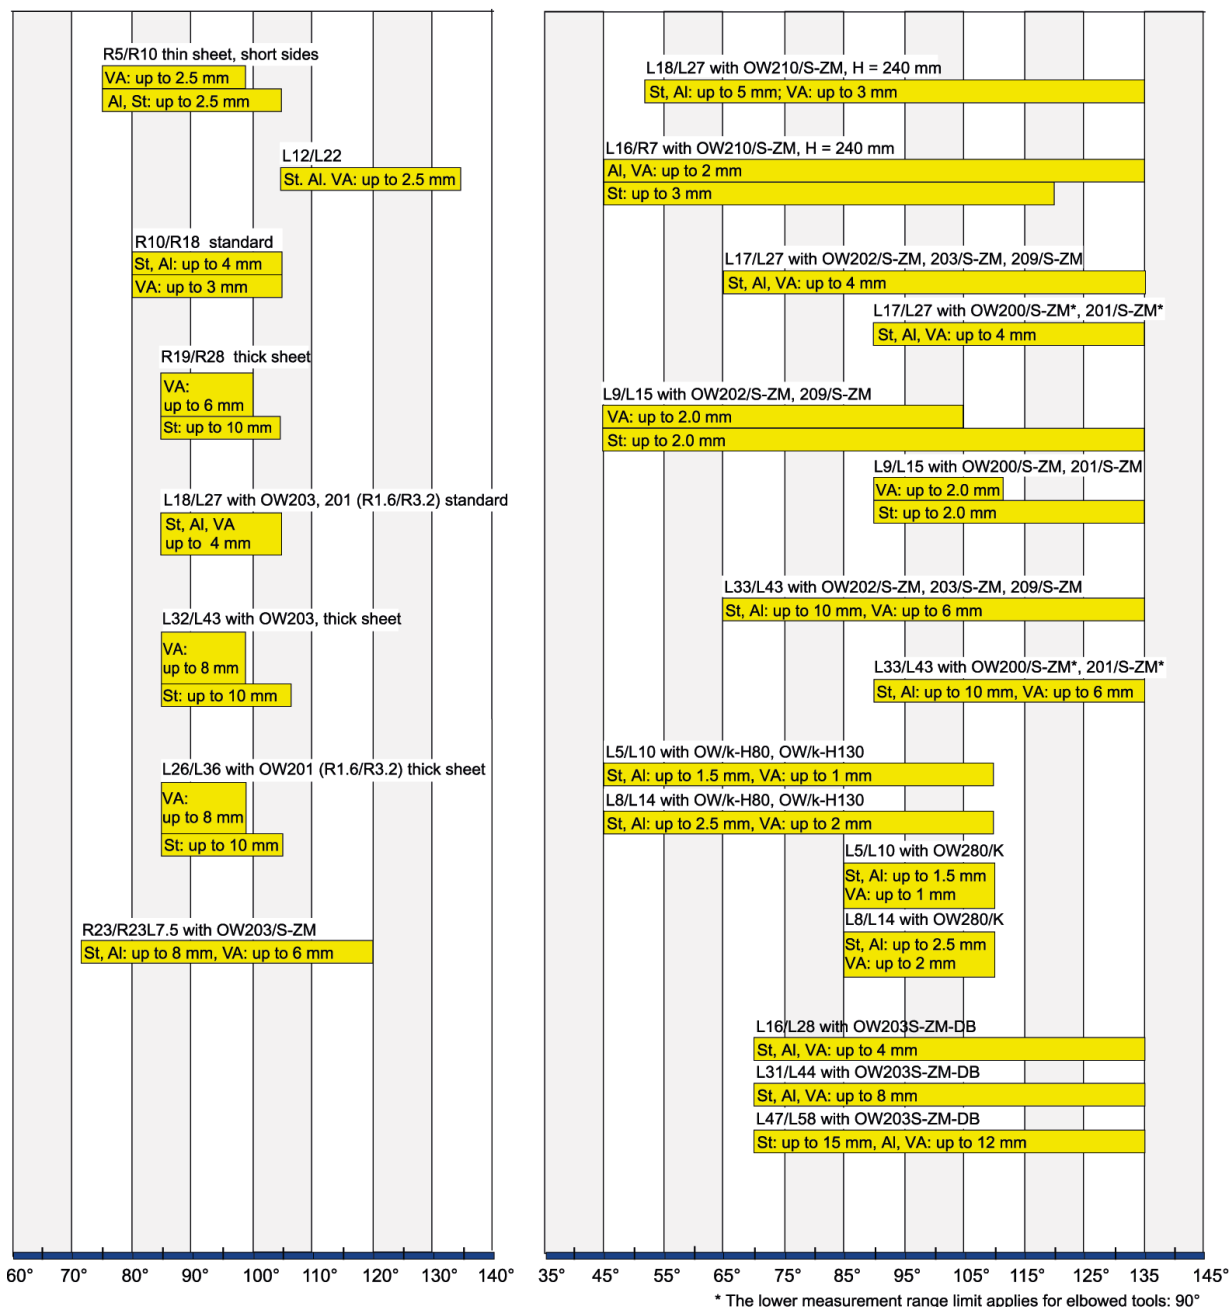 R5/R10 thin sheet, short sides
VA: up to 2.5 mm
Al, St: up to 2.5 mm
L12/L22
St. Al. VA: up to 2.5 mm
R10/R18 standard
St, Al: up to 4 mm
VA: up to 3 mm
R19/R28 thick sheet
VA:
up to 6 mm
St: up to 10 mm
L18/L27 with OW203, 201 (R1.6/R3.2) standard
St, Al, VA
up to 4 mm
L32/L43 with OW203, thick sheet
VA:
up to 8 mm
St: up to 10 mm
L26/L36 with OW201 (R1.6/R3.2) thick sheet
VA:
up to 8 mm
St: up to 10 mm
R23/R23L7.5 with OW203/S-ZM
St, Al: up to 8 mm, VA: up to 6 mm
60° 70° 80° 90° 100° 110° 120° 130° 140°
L18/L27 with OW210/S-ZM, H = 240 mm
St, Al: up to 5 mm; VA: up to 3 mm
L16/R7 with OW210/S-ZM, H = 240 mm
Al, VA: up to 2 mm
St: up to 3 mm
L17/L27 with OW202/S-ZM, 203/S-ZM, 209/S-ZM
St, Al, VA: up to 4 mm
L17/L27 with OW200/S-ZM*, 201/S-ZM*
St, Al, VA: up to 4 mm
L9/L15 with OW202/S-ZM, 209/S-ZM
VA: up to 2.0 mm
St: up to 2.0 mm
L9/L15 with OW200/S-ZM, 201/S-ZM
VA: up to 2.0 mm
St: up to 2.0 mm
L33/L43 with OW202/S-ZM, 203/S-ZM, 209/S-ZM
St, Al: up to 10 mm, VA: up to 6 mm
L33/L43 with OW200/S-ZM*, 201/S-ZM*
St, Al: up to 10 mm, VA: up to 6 mm
L5/L10 with OW/k-H80, OW/k-H130
St, Al: up to 1.5 mm, VA: up to 1 mm
L8/L14 with OW/k-H80, OW/k-H130
St, Al: up to 2.5 mm, VA: up to 2 mm
L5/L10 with OW280/K
St, Al: up to 1.5 mm
VA: up to 1 mm
L8/L14 with OW280/K
St, Al: up to 2.5 mm
VA: up to 2 mm
L16/L28 with OW203S-ZM-DB
St, Al, VA: up to 4 mm
L31/L44 with OW203S-ZM-DB
St, Al, VA: up to 8 mm
L47/L58 with OW203S-ZM-DB
St: up to 15 mm, Al, VA: up to 12 mm
35° 45° 55° 65° 75° 85° 95° 105° 115° 125° 135° 145°
* The lower measurement range limit applies for elbowed tools: 90°